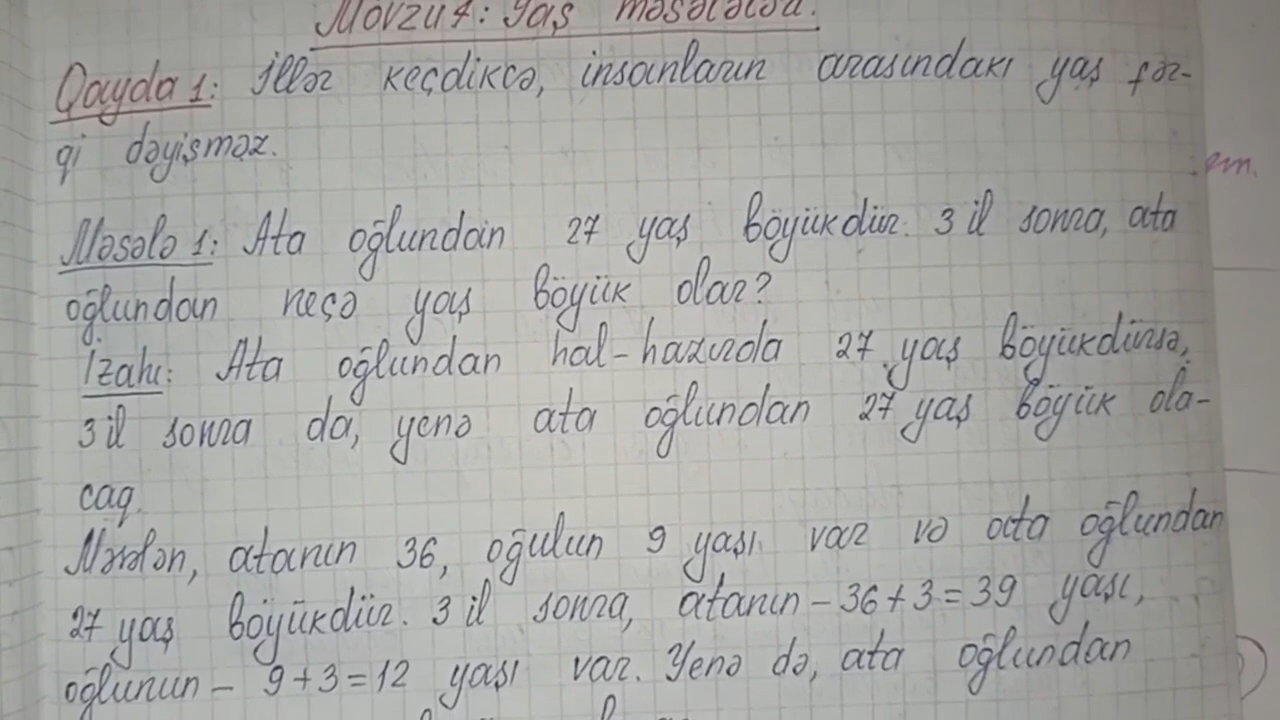 Mövzu 4: Yaş məsələləri.
Qayda 1: İllər keçdikcə, insanların arasındakı yaş fər-
qi dəyişməz.
Məsələ 1: Ata oğlundan 27 yaş böyükdür. 3 il sonra, ata
oğlundan neçə yaş böyük olar?
İzahı: Ata oğlundan hal-hazırda 27 yaş böyükdürsə,
3 il sonra da, yenə ata oğlundan 27 yaş böyük ola-
caq.
Məsələn, atanın 36, oğulun 9 yaşı var və ata oğlundan
27 yaş böyükdür. 3 il sonra, atanın – 36+3=39 yaşı,
oğlunun – 9+3=12 yaşı var. Yenə də, ata oğlundan